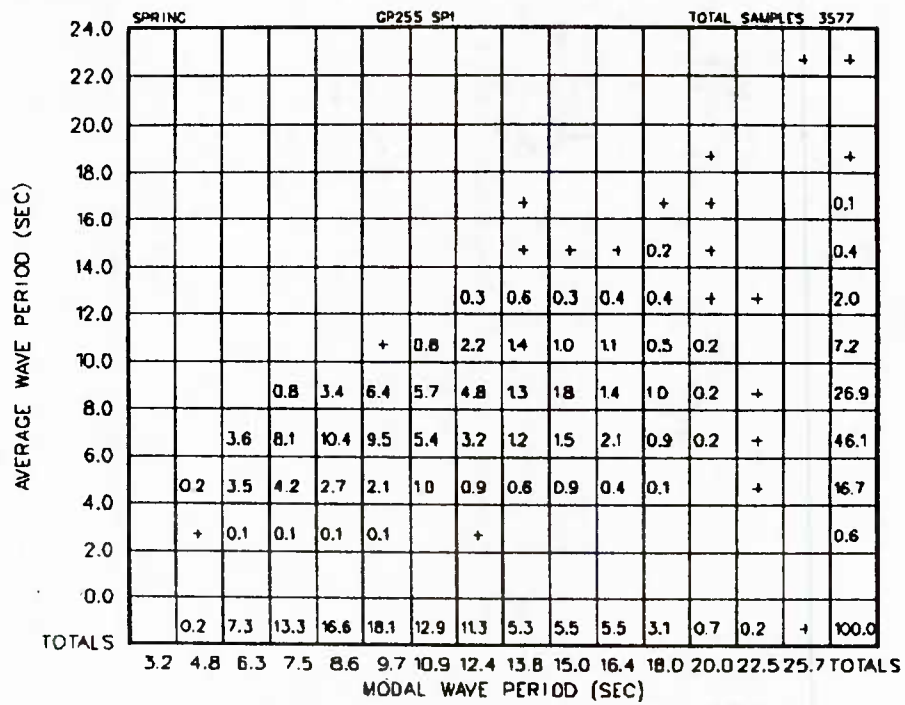 SPRING GP255 SP1 TOTAL SAMPLES 3577
24.0
+ +
22.0
20.0
+ +
18.0
+ + + 0.1
16.0
+ + + 0.2 + 0.4
14.0
0.3 0.6 0.3 0.4 0.4 + + 2.0
12.0
+ 0.8 2.2 1.4 1.0 1.1 0.5 0.2 7.2
10.0
0.8 3.4 6.4 5.7 4.8 1.3 1.8 1.4 1.0 0.2 + 26.9
8.0
3.6 8.1 10.4 9.5 5.4 3.2 1.2 1.5 2.1 0.9 0.2 + 46.1
6.0
0.2 3.5 4.2 2.7 2.1 1.0 0.9 0.6 0.9 0.4 0.1 + 16.7
4.0
+ 0.1 0.1 0.1 0.1 + 0.6
2.0
0.0
0.2 7.3 13.3 16.6 18.1 12.9 11.3 5.3 5.5 5.5 3.1 0.7 0.2 + 100.0
TOTALS
3.2 4.8 6.3 7.5 8.6 9.7 10.9 12.4 13.8 15.0 16.4 18.0 20.0 22.5 25.7 TOTALS
MODAL WAVE PERIOD (SEC)
AVERAGE WAVE PERIOD (SEC)